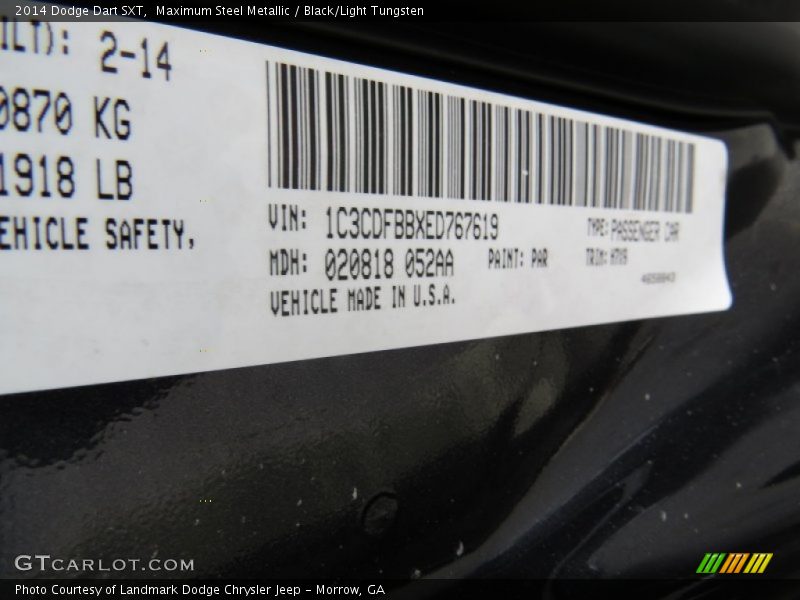 2014 Dodge Dart SXT, Maximum Steel Metallic / Black/Light Tungsten
ILT): 2-14
0870 KG
1918 LB
EHICLE SAFETY,
VIN: 1C3CDFBBXED767619 TYPE: PASSENGER CAR
MDH: 020818 052AA PAINT: PAR TRIM:
VEHICLE MADE IN U.S.A.
GTCARLOT.COM
Photo Courtesy of Landmark Dodge Chrysler Jeep - Morrow, GA